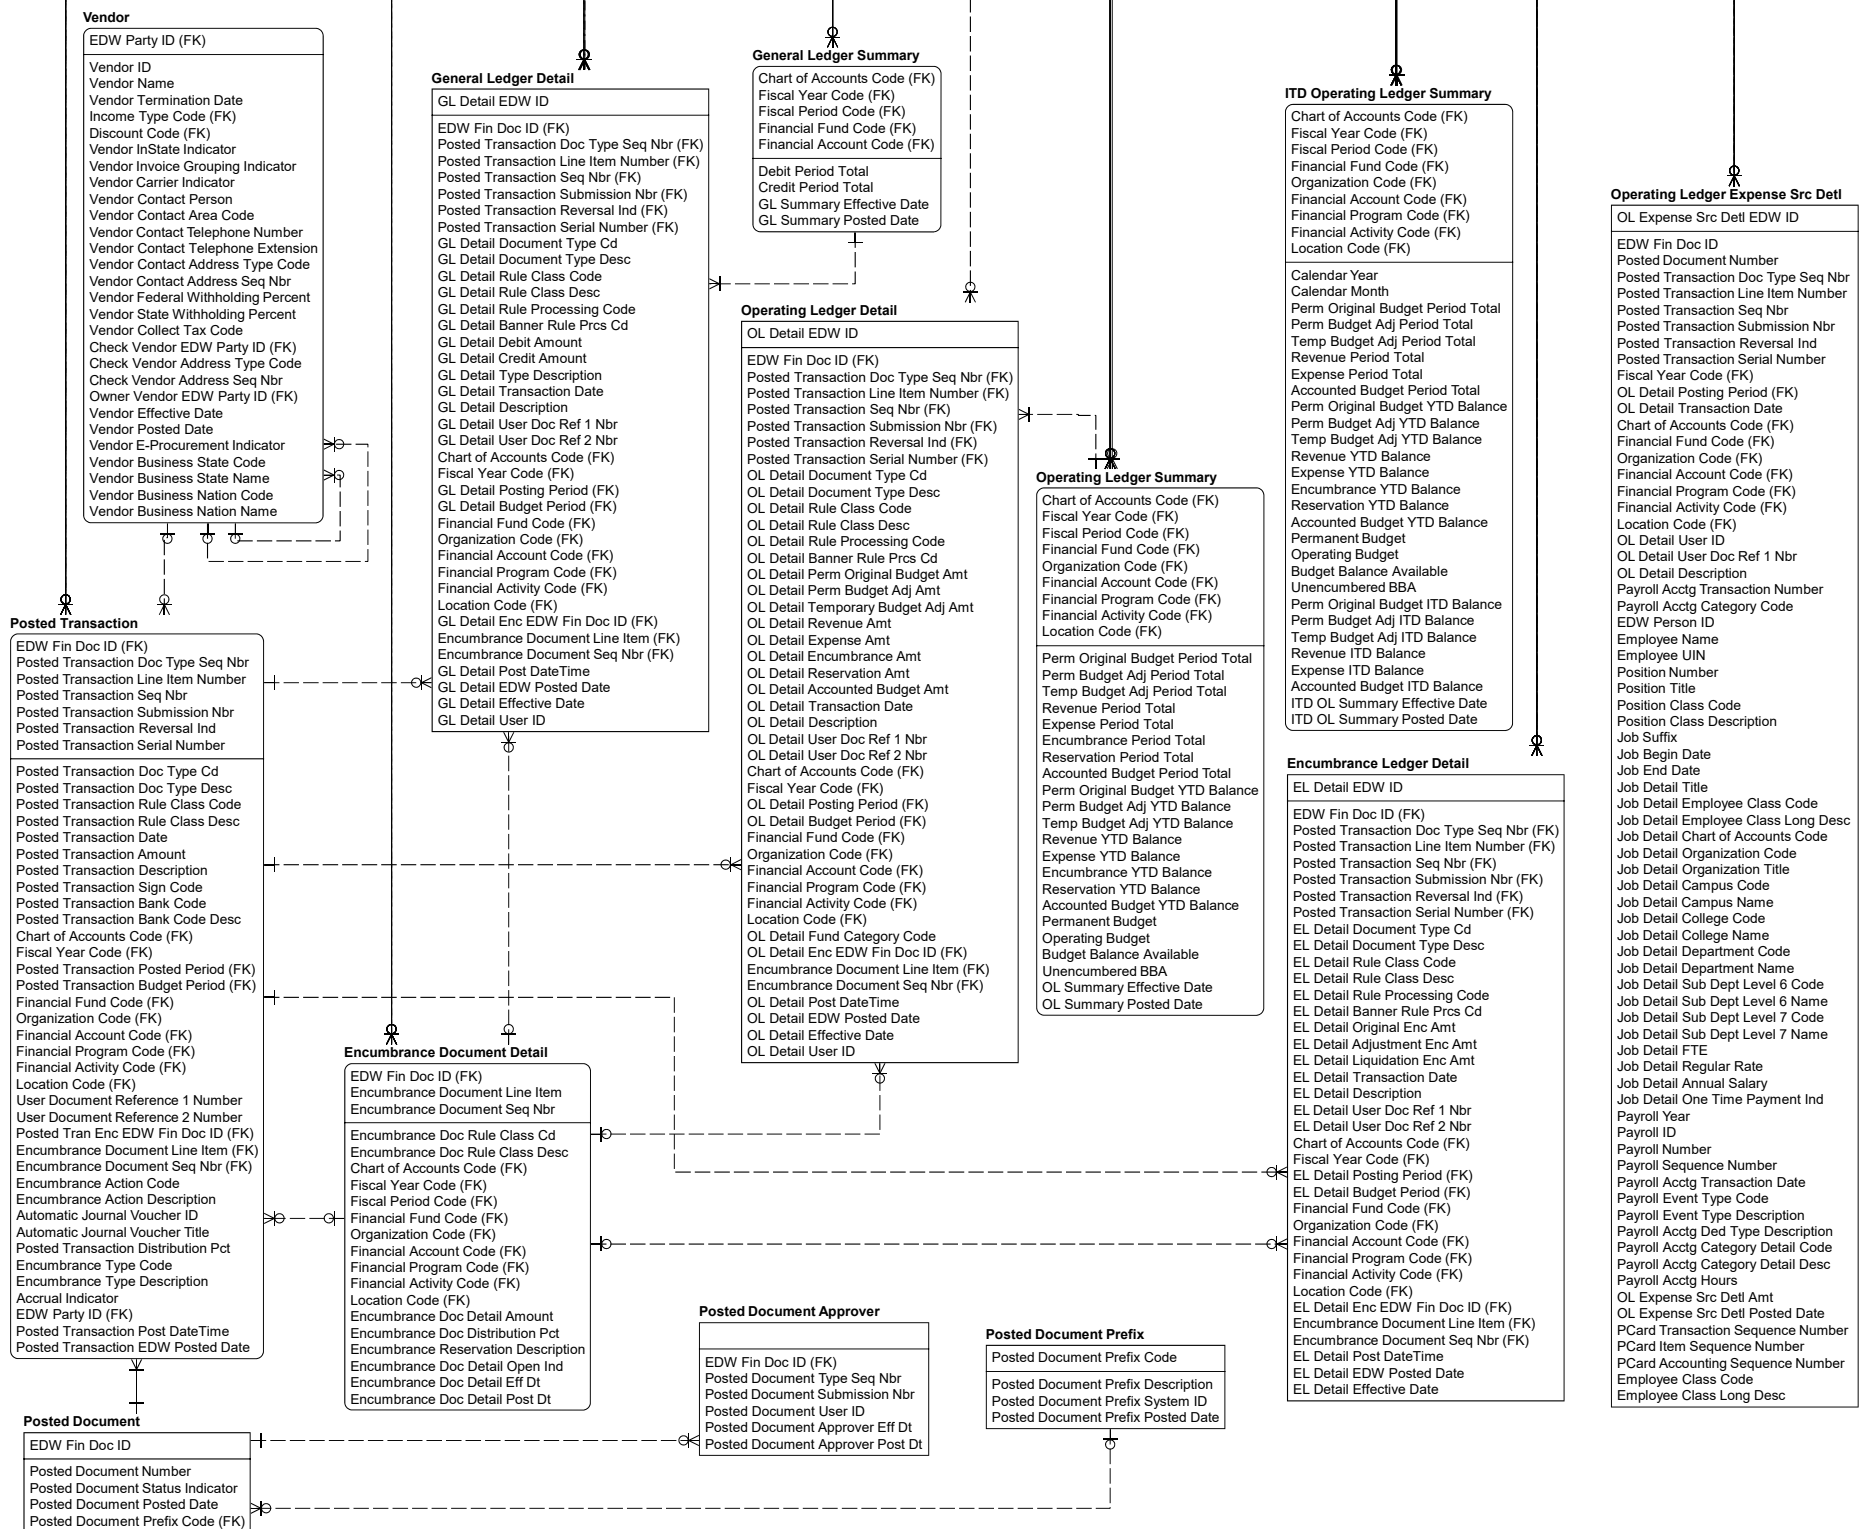 Vendor
EDW Party ID (FK)
Vendor ID
Vendor Name
Vendor Termination Date
Income Type Code (FK)
Discount Code (FK)
Vendor InState Indicator
Vendor Invoice Grouping Indicator
Vendor Carrier Indicator
Vendor Contact Person
Vendor Contact Area Code
Vendor Contact Telephone Number
Vendor Contact Telephone Extension
Vendor Contact Address Type Code
Vendor Contact Address Seq Nbr
Vendor Federal Withholding Percent
Vendor State Withholding Percent
Vendor Collect Tax Code
Check Vendor EDW Party ID (FK)
Check Vendor Address Type Code
Check Vendor Address Seq Nbr
Owner Vendor EDW Party ID (FK)
Vendor Effective Date
Vendor Posted Date
Vendor E-Procurement Indicator
Vendor Business State Code
Vendor Business State Name
Vendor Business Nation Code
Vendor Business Nation Name
General Ledger Detail
GL Detail EDW ID
EDW Fin Doc ID (FK)
Posted Transaction Doc Type Seq Nbr (FK)
Posted Transaction Line Item Number (FK)
Posted Transaction Seq Nbr (FK)
Posted Transaction Submission Nbr (FK)
Posted Transaction Reversal Ind (FK)
Posted Transaction Serial Number (FK)
GL Detail Document Type Cd
GL Detail Document Type Desc
GL Detail Rule Class Code
GL Detail Rule Class Desc
GL Detail Rule Processing Code
GL Detail Banner Rule Prcs Cd
GL Detail Debit Amount
GL Detail Credit Amount
GL Detail Type Description
GL Detail Transaction Date
GL Detail Description
GL Detail User Doc Ref 1 Nbr
GL Detail User Doc Ref 2 Nbr
Chart of Accounts Code (FK)
Fiscal Year Code (FK)
GL Detail Posting Period (FK)
GL Detail Budget Period (FK)
Financial Fund Code (FK)
Organization Code (FK)
Financial Account Code (FK)
Financial Program Code (FK)
Financial Activity Code (FK)
Location Code (FK)
GL Detail Enc EDW Fin Doc ID (FK)
Encumbrance Document Line Item (FK)
Encumbrance Document Seq Nbr (FK)
GL Detail Post DateTime
GL Detail EDW Posted Date
GL Detail Effective Date
GL Detail User ID
General Ledger Summary
Chart of Accounts Code (FK)
Fiscal Year Code (FK)
Fiscal Period Code (FK)
Financial Fund Code (FK)
Financial Account Code (FK)
Debit Period Total
Credit Period Total
GL Summary Effective Date
GL Summary Posted Date
Operating Ledger Detail
OL Detail EDW ID
EDW Fin Doc ID (FK)
Posted Transaction Doc Type Seq Nbr (FK)
Posted Transaction Line Item Number (FK)
Posted Transaction Seq Nbr (FK)
Posted Transaction Submission Nbr (FK)
Posted Transaction Reversal Ind (FK)
Posted Transaction Serial Number (FK)
OL Detail Document Type Cd
OL Detail Document Type Desc
OL Detail Rule Class Code
OL Detail Rule Class Desc
OL Detail Rule Processing Code
OL Detail Banner Rule Prcs Cd
OL Detail Perm Original Budget Amt
OL Detail Perm Budget Adj Amt
OL Detail Temporary Budget Adj Amt
OL Detail Revenue Amt
OL Detail Expense Amt
OL Detail Encumbrance Amt
OL Detail Reservation Amt
OL Detail Accounted Budget Amt
OL Detail Transaction Date
OL Detail Description
OL Detail User Doc Ref 1 Nbr
OL Detail User Doc Ref 2 Nbr
Chart of Accounts Code (FK)
Fiscal Year Code (FK)
OL Detail Posting Period (FK)
OL Detail Budget Period (FK)
Financial Fund Code (FK)
Organization Code (FK)
Financial Account Code (FK)
Financial Program Code (FK)
Financial Activity Code (FK)
Location Code (FK)
OL Detail Fund Category Code
OL Detail Enc EDW Fin Doc ID (FK)
Encumbrance Document Line Item (FK)
Encumbrance Document Seq Nbr (FK)
OL Detail Post DateTime
OL Detail EDW Posted Date
OL Detail Effective Date
OL Detail User ID
Operating Ledger Summary
Chart of Accounts Code (FK)
Fiscal Year Code (FK)
Fiscal Period Code (FK)
Financial Fund Code (FK)
Organization Code (FK)
Financial Account Code (FK)
Financial Program Code (FK)
Financial Activity Code (FK)
Location Code (FK)
Perm Original Budget Period Total
Perm Budget Adj Period Total
Temp Budget Adj Period Total
Revenue Period Total
Expense Period Total
Encumbrance Period Total
Reservation Period Total
Accounted Budget Period Total
Perm Original Budget YTD Balance
Perm Budget Adj YTD Balance
Temp Budget Adj YTD Balance
Revenue YTD Balance
Expense YTD Balance
Encumbrance YTD Balance
Reservation YTD Balance
Accounted Budget YTD Balance
Permanent Budget
Operating Budget
Budget Balance Available
Unencumbered BBA
OL Summary Effective Date
OL Summary Posted Date
ITD Operating Ledger Summary
Chart of Accounts Code (FK)
Fiscal Year Code (FK)
Fiscal Period Code (FK)
Financial Fund Code (FK)
Organization Code (FK)
Financial Account Code (FK)
Financial Program Code (FK)
Financial Activity Code (FK)
Location Code (FK)
Calendar Year
Calendar Month
Perm Original Budget Period Total
Perm Budget Adj Period Total
Temp Budget Adj Period Total
Revenue Period Total
Expense Period Total
Accounted Budget Period Total
Perm Original Budget YTD Balance
Perm Budget Adj YTD Balance
Temp Budget Adj YTD Balance
Revenue YTD Balance
Expense YTD Balance
Encumbrance YTD Balance
Reservation YTD Balance
Accounted Budget YTD Balance
Permanent Budget
Operating Budget
Budget Balance Available
Unencumbered BBA
Perm Original Budget ITD Balance
Perm Budget Adj ITD Balance
Temp Budget Adj ITD Balance
Revenue ITD Balance
Expense ITD Balance
Accounted Budget ITD Balance
ITD OL Summary Effective Date
ITD OL Summary Posted Date
Operating Ledger Expense Src Detl
OL Expense Src Detl EDW ID
EDW Fin Doc ID
Posted Document Number
Posted Transaction Doc Type Seq Nbr
Posted Transaction Line Item Number
Posted Transaction Seq Nbr
Posted Transaction Submission Nbr
Posted Transaction Reversal Ind
Posted Transaction Serial Number
Fiscal Year Code (FK)
OL Detail Posting Period (FK)
OL Detail Transaction Date
Chart of Accounts Code (FK)
Financial Fund Code (FK)
Organization Code (FK)
Financial Account Code (FK)
Financial Program Code (FK)
Financial Activity Code (FK)
Location Code (FK)
OL Detail User ID
OL Detail User Doc Ref 1 Nbr
OL Detail Description
Payroll Acctg Transaction Number
Payroll Acctg Category Code
EDW Person ID
Employee Name
Employee UIN
Position Number
Position Title
Position Class Code
Position Class Description
Job Suffix
Job Begin Date
Job End Date
Job Detail Title
Job Detail Employee Class Code
Job Detail Employee Class Long Desc
Job Detail Chart of Accounts Code
Job Detail Organization Code
Job Detail Organization Title
Job Detail Campus Code
Job Detail Campus Name
Job Detail College Code
Job Detail College Name
Job Detail Department Code
Job Detail Department Name
Job Detail Sub Dept Level 6 Code
Job Detail Sub Dept Level 6 Name
Job Detail Sub Dept Level 7 Code
Job Detail Sub Dept Level 7 Name
Job Detail FTE
Job Detail Regular Rate
Job Detail Annual Salary
Job Detail One Time Payment Ind
Payroll Year
Payroll ID
Payroll Number
Payroll Sequence Number
Payroll Acctg Transaction Date
Payroll Event Type Code
Payroll Event Type Description
Payroll Acctg Ded Type Description
Payroll Acctg Category Detail Code
Payroll Acctg Category Detail Desc
Payroll Acctg Hours
OL Expense Src Detl Amt
OL Expense Src Detl Posted Date
PCard Transaction Sequence Number
PCard Item Sequence Number
PCard Accounting Sequence Number
Employee Class Code
Employee Class Long Desc
Posted Transaction
EDW Fin Doc ID (FK)
Posted Transaction Doc Type Seq Nbr
Posted Transaction Line Item Number
Posted Transaction Seq Nbr
Posted Transaction Submission Nbr
Posted Transaction Reversal Ind
Posted Transaction Serial Number
Posted Transaction Doc Type Cd
Posted Transaction Doc Type Desc
Posted Transaction Rule Class Code
Posted Transaction Rule Class Desc
Posted Transaction Date
Posted Transaction Amount
Posted Transaction Description
Posted Transaction Sign Code
Posted Transaction Bank Code
Posted Transaction Bank Code Desc
Chart of Accounts Code (FK)
Fiscal Year Code (FK)
Posted Transaction Posted Period (FK)
Posted Transaction Budget Period (FK)
Financial Fund Code (FK)
Organization Code (FK)
Financial Account Code (FK)
Financial Program Code (FK)
Financial Activity Code (FK)
Location Code (FK)
User Document Reference 1 Number
User Document Reference 2 Number
Posted Tran Enc EDW Fin Doc ID (FK)
Encumbrance Document Line Item (FK)
Encumbrance Document Seq Nbr (FK)
Encumbrance Action Code
Encumbrance Action Description
Automatic Journal Voucher ID
Automatic Journal Voucher Title
Posted Transaction Distribution Pct
Encumbrance Type Code
Encumbrance Type Description
Accrual Indicator
EDW Party ID (FK)
Posted Transaction Post DateTime
Posted Transaction EDW Posted Date
Encumbrance Document Detail
EDW Fin Doc ID (FK)
Encumbrance Document Line Item
Encumbrance Document Seq Nbr
Encumbrance Doc Rule Class Cd
Encumbrance Doc Rule Class Desc
Chart of Accounts Code (FK)
Fiscal Year Code (FK)
Fiscal Period Code (FK)
Financial Fund Code (FK)
Organization Code (FK)
Financial Account Code (FK)
Financial Program Code (FK)
Financial Activity Code (FK)
Location Code (FK)
Encumbrance Doc Detail Amount
Encumbrance Doc Distribution Pct
Encumbrance Reservation Description
Encumbrance Doc Detail Open Ind
Encumbrance Doc Detail Eff Dt
Encumbrance Doc Detail Post Dt
Encumbrance Ledger Detail
EL Detail EDW ID
EDW Fin Doc ID (FK)
Posted Transaction Doc Type Seq Nbr (FK)
Posted Transaction Line Item Number (FK)
Posted Transaction Seq Nbr (FK)
Posted Transaction Submission Nbr (FK)
Posted Transaction Reversal Ind (FK)
Posted Transaction Serial Number (FK)
EL Detail Document Type Cd
EL Detail Document Type Desc
EL Detail Rule Class Code
EL Detail Rule Class Desc
EL Detail Rule Processing Code
EL Detail Banner Rule Prcs Cd
EL Detail Original Enc Amt
EL Detail Adjustment Enc Amt
EL Detail Liquidation Enc Amt
EL Detail Transaction Date
EL Detail Description
EL Detail User Doc Ref 1 Nbr
EL Detail User Doc Ref 2 Nbr
Chart of Accounts Code (FK)
Fiscal Year Code (FK)
EL Detail Posting Period (FK)
EL Detail Budget Period (FK)
Financial Fund Code (FK)
Organization Code (FK)
Financial Account Code (FK)
Financial Program Code (FK)
Financial Activity Code (FK)
Location Code (FK)
EL Detail Enc EDW Fin Doc ID (FK)
Encumbrance Document Line Item (FK)
Encumbrance Document Seq Nbr (FK)
EL Detail Post DateTime
EL Detail EDW Posted Date
EL Detail Effective Date
Posted Document Approver
EDW Fin Doc ID (FK)
Posted Document Type Seq Nbr
Posted Document Submission Nbr
Posted Document User ID
Posted Document Approver Eff Dt
Posted Document Approver Post Dt
Posted Document Prefix
Posted Document Prefix Code
Posted Document Prefix Description
Posted Document Prefix System ID
Posted Document Prefix Posted Date
Posted Document
EDW Fin Doc ID
Posted Document Number
Posted Document Status Indicator
Posted Document Posted Date
Posted Document Prefix Code (FK)